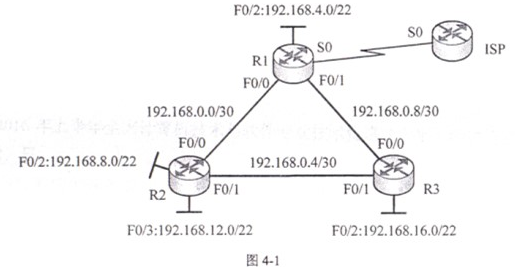 F0/2:192.168.4.0/22
S0
S0
R1
ISP
F0/0
F0/1
192.168.0.0/30
192.168.0.8/30
F0/0
F0/0
F0/2:192.168.8.0/22
192.168.0.4/30
R2
F0/1
F0/1
R3
F0/3:192.168.12.0/22
F0/2:192.168.16.0/22
图 4-1